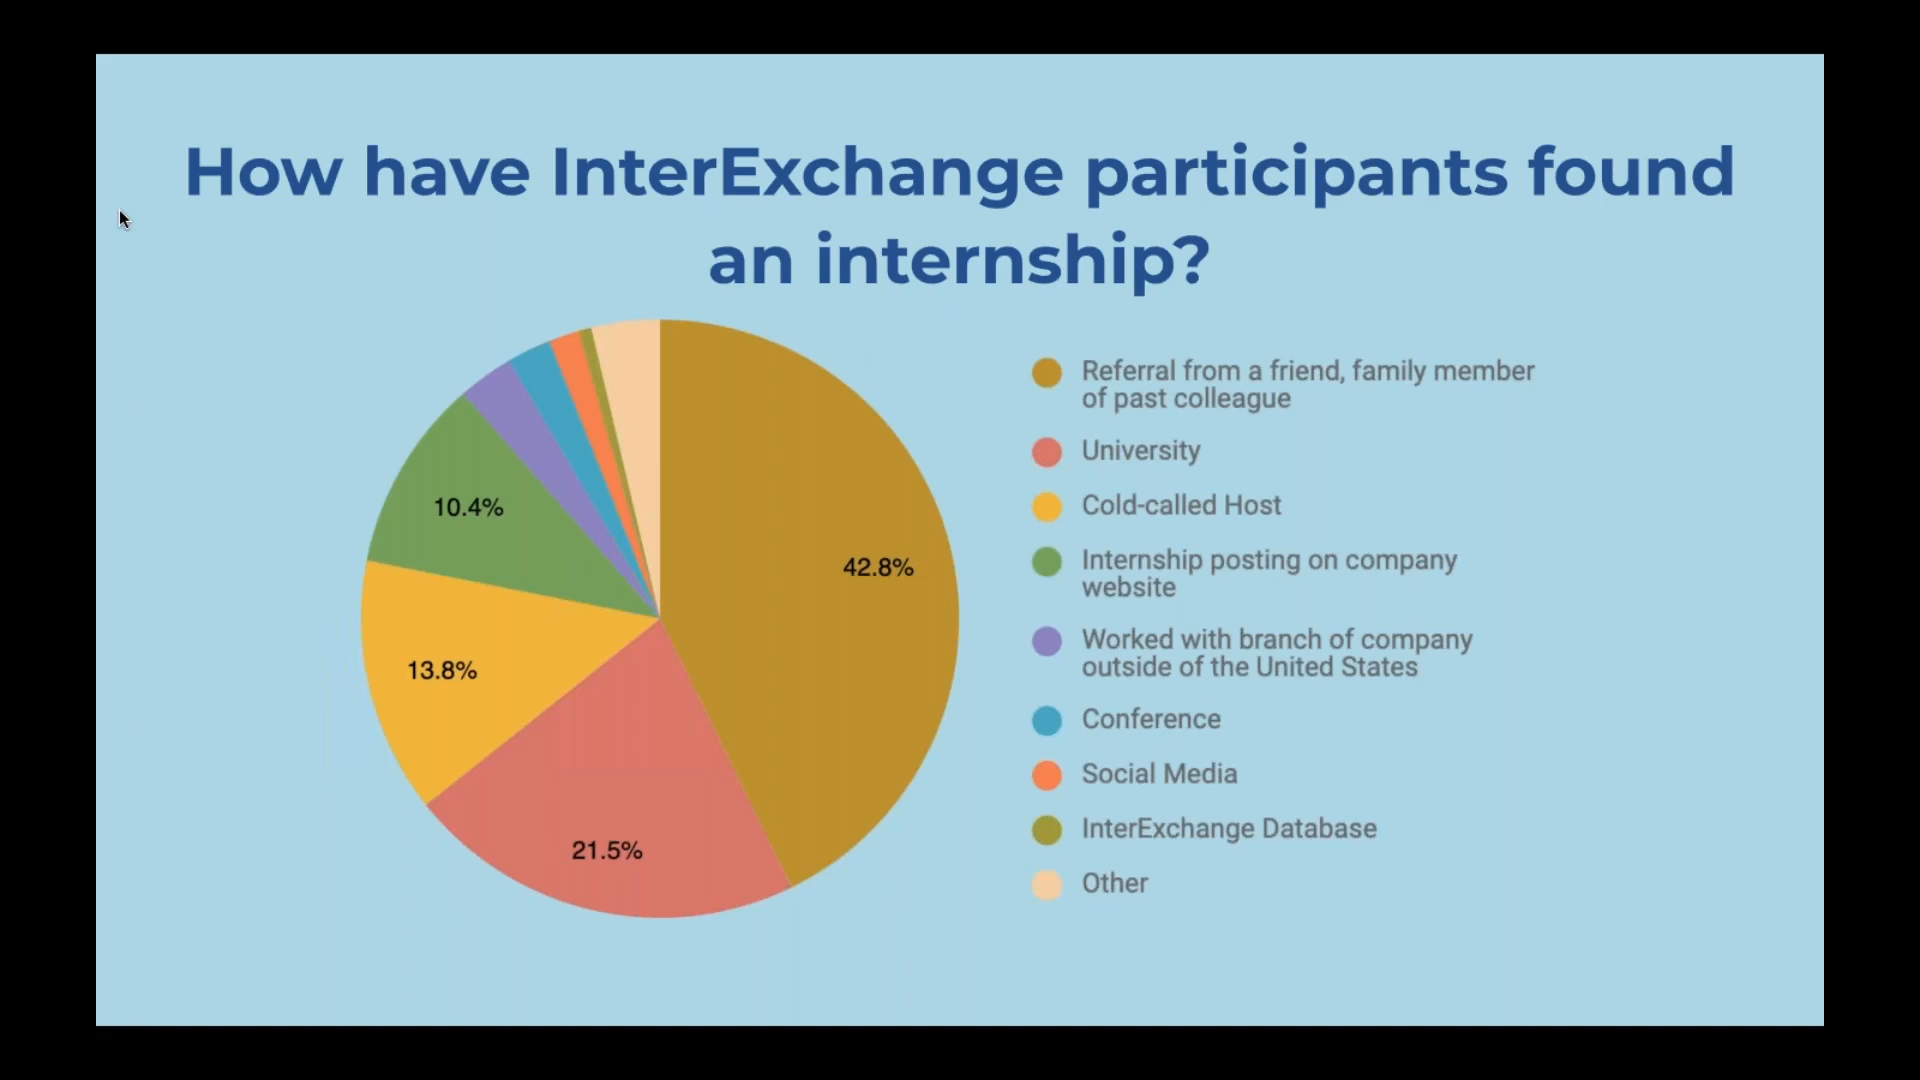 How have InterExchange participants found
an internship?
42.8%
21.5%
13.8%
10.4%
Referral from a friend, family member
of past colleague
University
Cold-called Host
Internship posting on company
website
Worked with branch of company
outside of the United States
Conference
Social Media
InterExchange Database
Other